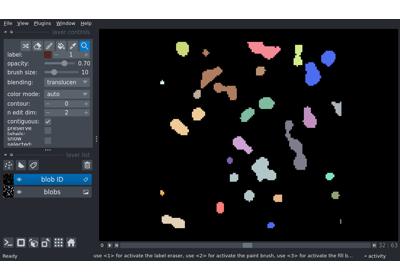 File View Plugins Window Help
layer controls
label: 1
opacity: 0.70
brush size: 10
blending: translucen
color mode: auto
contour: 0
n edit dim: 2
contiguous:
preserve labels:
show selected:
layer list
blob ID
blobs
32 63
Ready
use <1> for activate the label eraser, use <2> for activate the paint brush, use <3> for activate the fill b...
activity